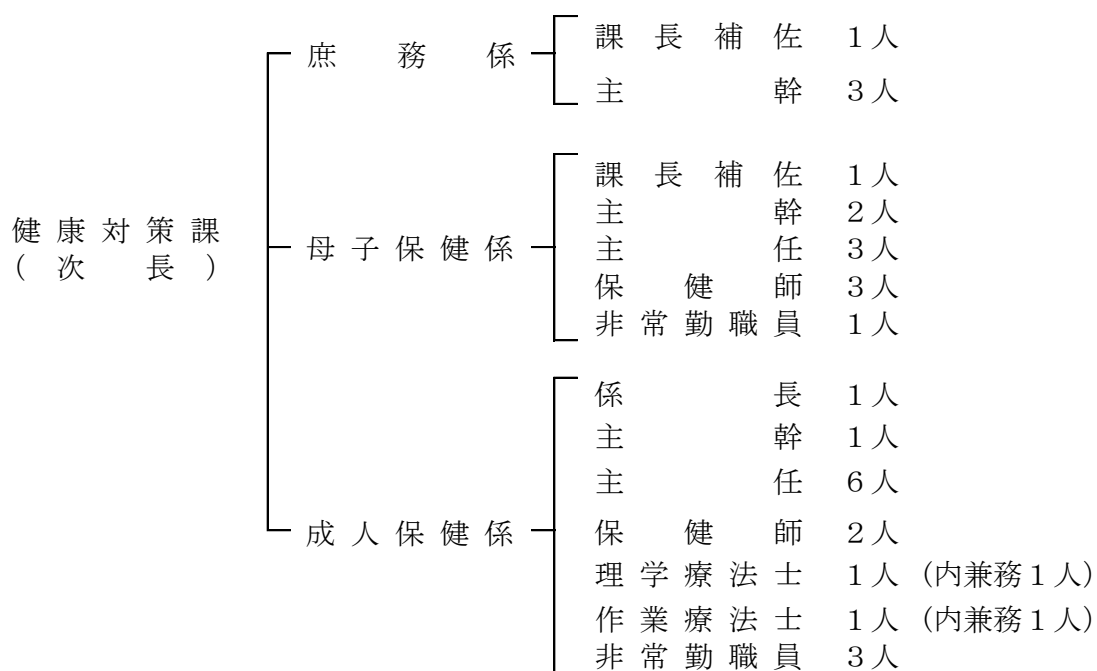 健康対策課
(次長)
庶務係
課長補佐 1人
主幹 3人
母子保健係
課長補佐 1人
主幹 2人
主任 3人
保健師 3人
非常勤職員 1人
成人保健係
係長 1人
主幹 1人
主任 6人
保健師 2人
理学療法士 1人 (内兼務1人)
作業療法士 1人 (内兼務1人)
非常勤職員 3人